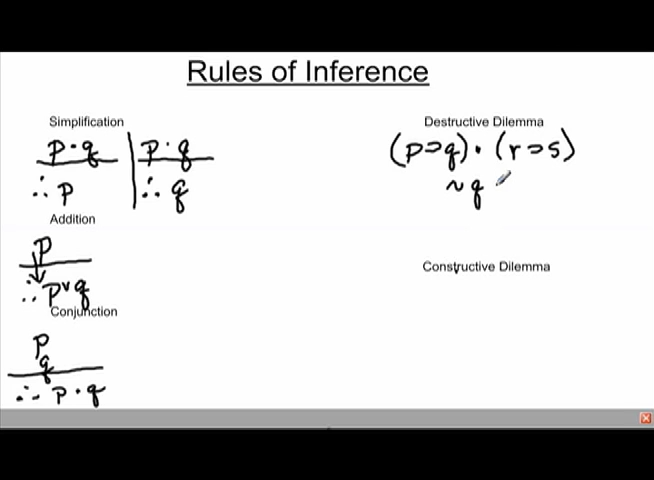 Rules of Inference
Simplification
p · q | p · q
∴ p | ∴ q
Addition
p
∴ p v q
Conjunction
p
q
∴ p · q
Destructive Dilemma
(p ⊃ q) · (r ⊃ s)
~q
Constructive Dilemma